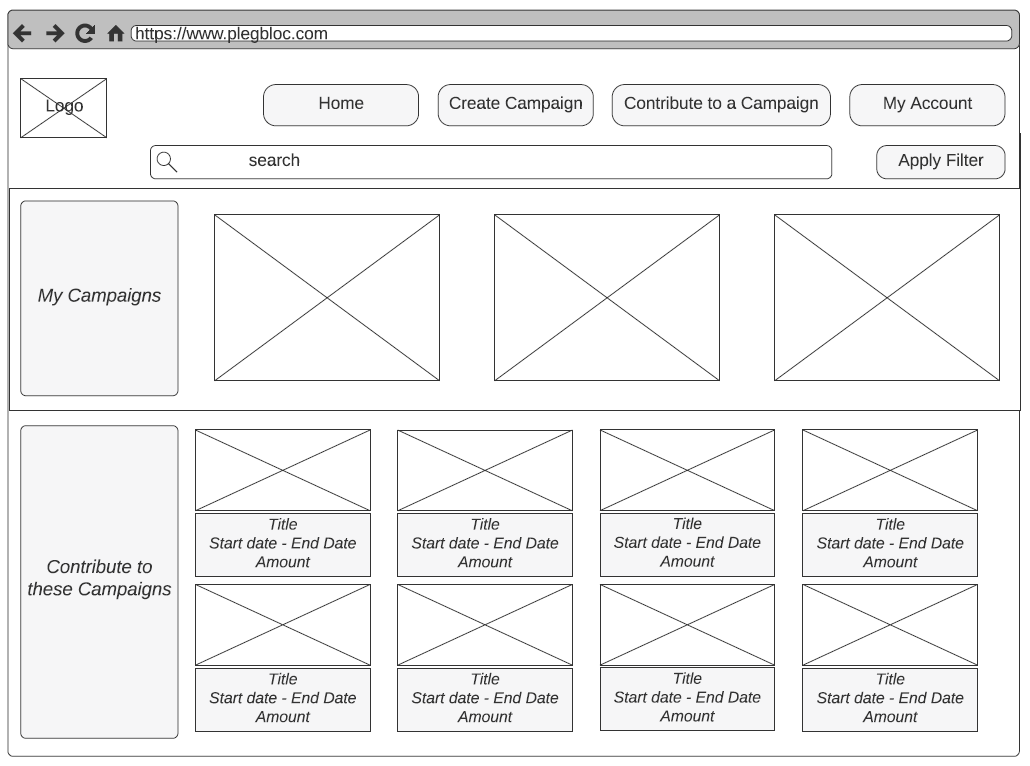 https://www.plegbloc.com
Logo
Home
Create Campaign
Contribute to a Campaign
My Account
search
Apply Filter
My Campaigns
Contribute to
these Campaigns
Title
Start date - End Date
Amount
Title
Start date - End Date
Amount
Title
Start date - End Date
Amount
Title
Start date - End Date
Amount
Title
Start date - End Date
Amount
Title
Start date - End Date
Amount
Title
Start date - End Date
Amount
Title
Start date - End Date
Amount